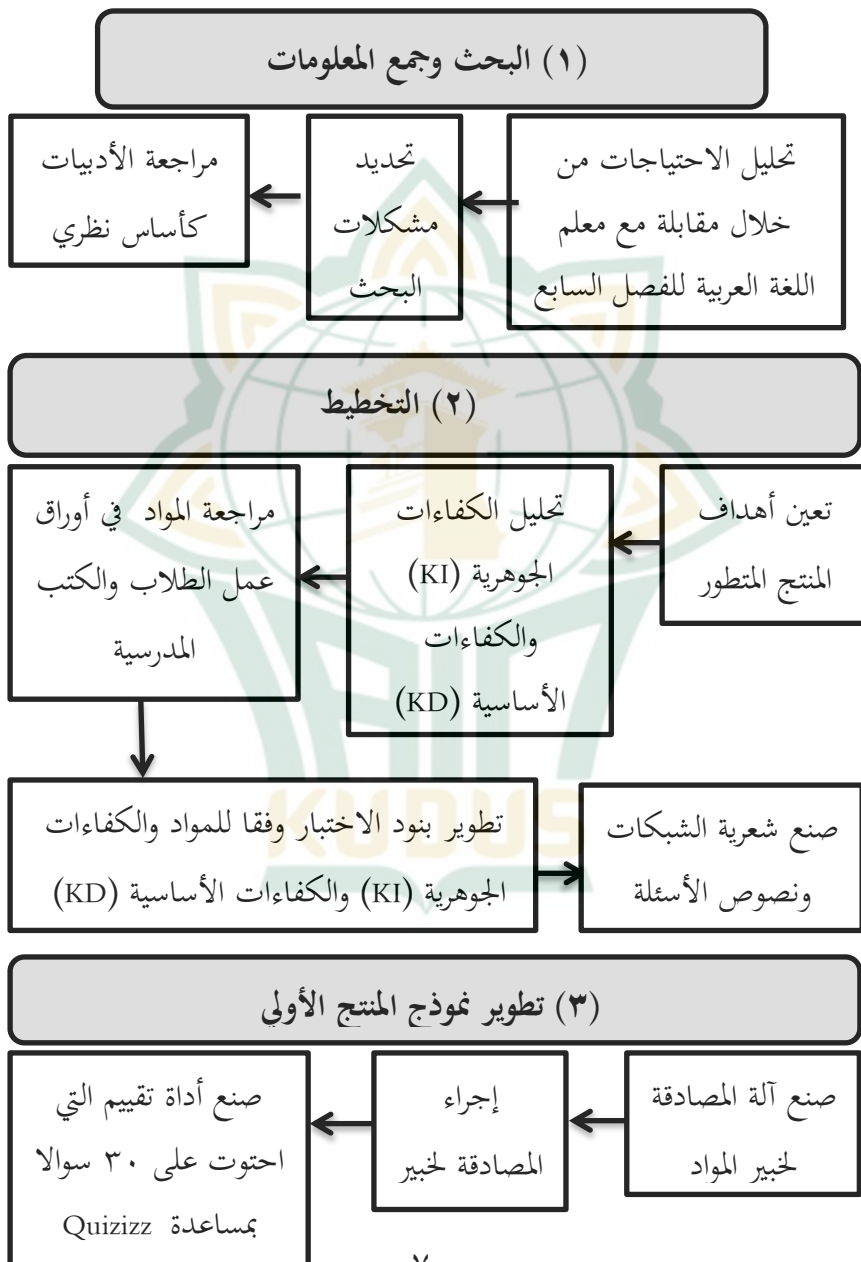 (١) البحث وجمع المعلومات
تحليل الاحتياجات من
خلال مقابلة مع معلم
اللغة العربية للفصل السابع
تحديد
مشكلات
البحث
مراجعة الأدبيات
كأساس نظري
(٢) التخطيط
تعين أهداف
المنتج المتطور
تحليل الكفاءات
الجوهرية (KI)
والكفاءات
الأساسية (KD)
مراجعة المواد في أوراق
عمل الطلاب والكتب
المدرسية
تطوير بنود الاختبار وفقا للمواد والكفاءات
الجوهرية (KI) والكفاءات الأساسية (KD)
صنع شعرية الشبكات
ونصوص الأسئلة
KUDUS
(٣) تطوير نموذج المنتج الأولي
صنع آلة المصادقة
لخبير المواد
إجراء
المصادقة لخبير
صنع أداة تقييم التي
احتوت على ٣٠ سوالا
بمساعدة Quizizz